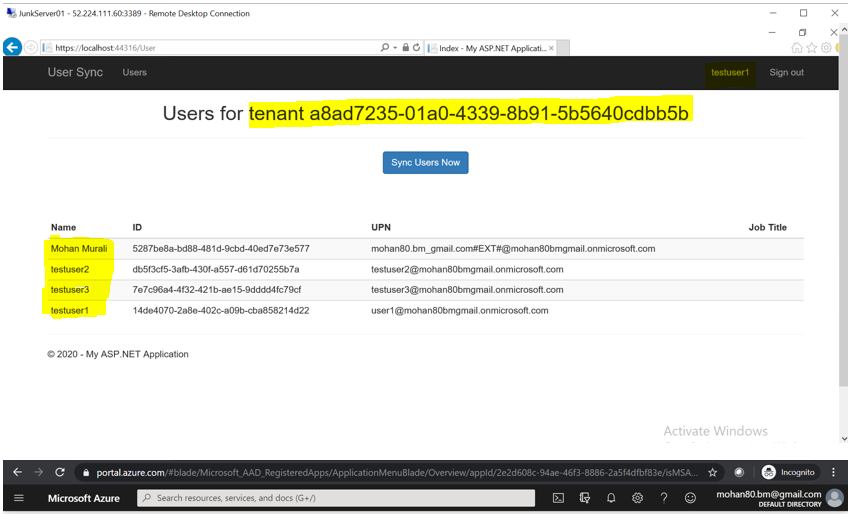 JunkServer01 - 52.224.111.60:3389 - Remote Desktop Connection
https://localhost:44316/User
Index - My ASP.NET Applicati...
User Sync Users testuser1 Sign out
Users for tenant a8ad7235-01a0-4339-8b91-5b5640cdbb5b
Sync Users Now
Name ID UPN Job Title
Mohan Murali 5287be8a-bd88-481d-9cbd-40ed7e73e577 mohan80.bm_gmail.com#EXT#@mohan80bmgmail.onmicrosoft.com
testuser2 db5f3cf5-3afb-430f-a557-d61d70255b7a testuser2@mohan80bmgmail.onmicrosoft.com
testuser3 7e7c96a4-4f32-421b-ae15-9dddd4fc79cf testuser3@mohan80bmgmail.onmicrosoft.com
testuser1 14de4070-2a8e-402c-a09b-cba858214d22 user1@mohan80bmgmail.onmicrosoft.com
© 2020 - My ASP.NET Application
Activate Windows
portal.azure.com/#blade/Microsoft_AAD_RegisteredApps/ApplicationMenuBlade/Overview/appId/2e2d608c-94ae-46f3-8886-2a5f4dfbf83e/isMSA... Incognito
Microsoft Azure Search resources, services, and docs (G+/) mohan80.bm@gmail.com
DEFAULT DIRECTORY